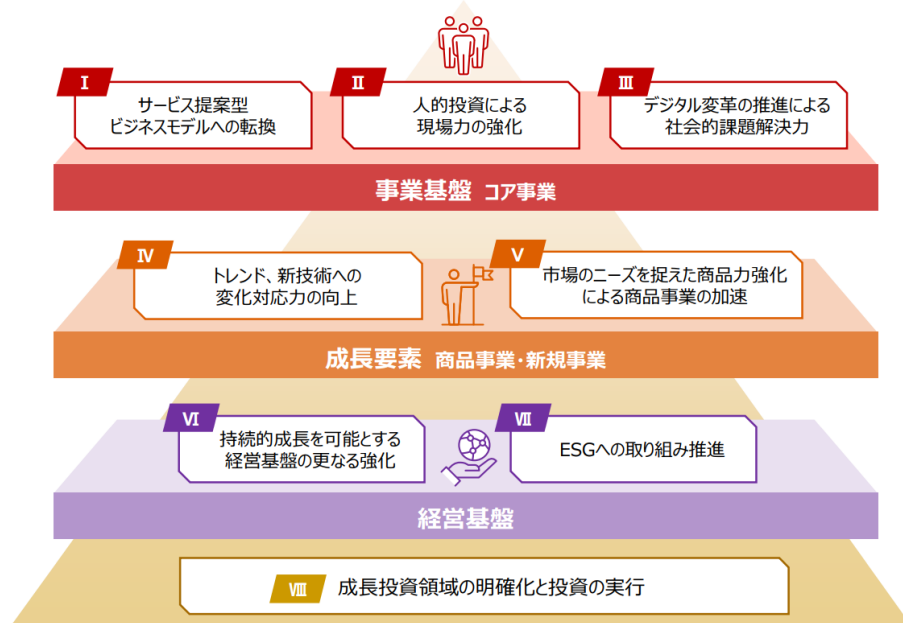 Ⅰ
サービス提案型
ビジネスモデルへの転換
Ⅱ
人的投資による
現場力の強化
Ⅲ
デジタル変革の推進による
社会的課題解決力
事業基盤 コア事業
Ⅳ
トレンド、新技術への
変化対応力の向上
Ⅴ
市場のニーズを捉えた商品力強化
による商品事業の加速
成長要素 商品事業・新規事業
Ⅵ
持続的成長を可能とする
経営基盤の更なる強化
Ⅶ
ESGへの取り組み推進
経営基盤
Ⅷ 成長投資領域の明確化と投資の実行